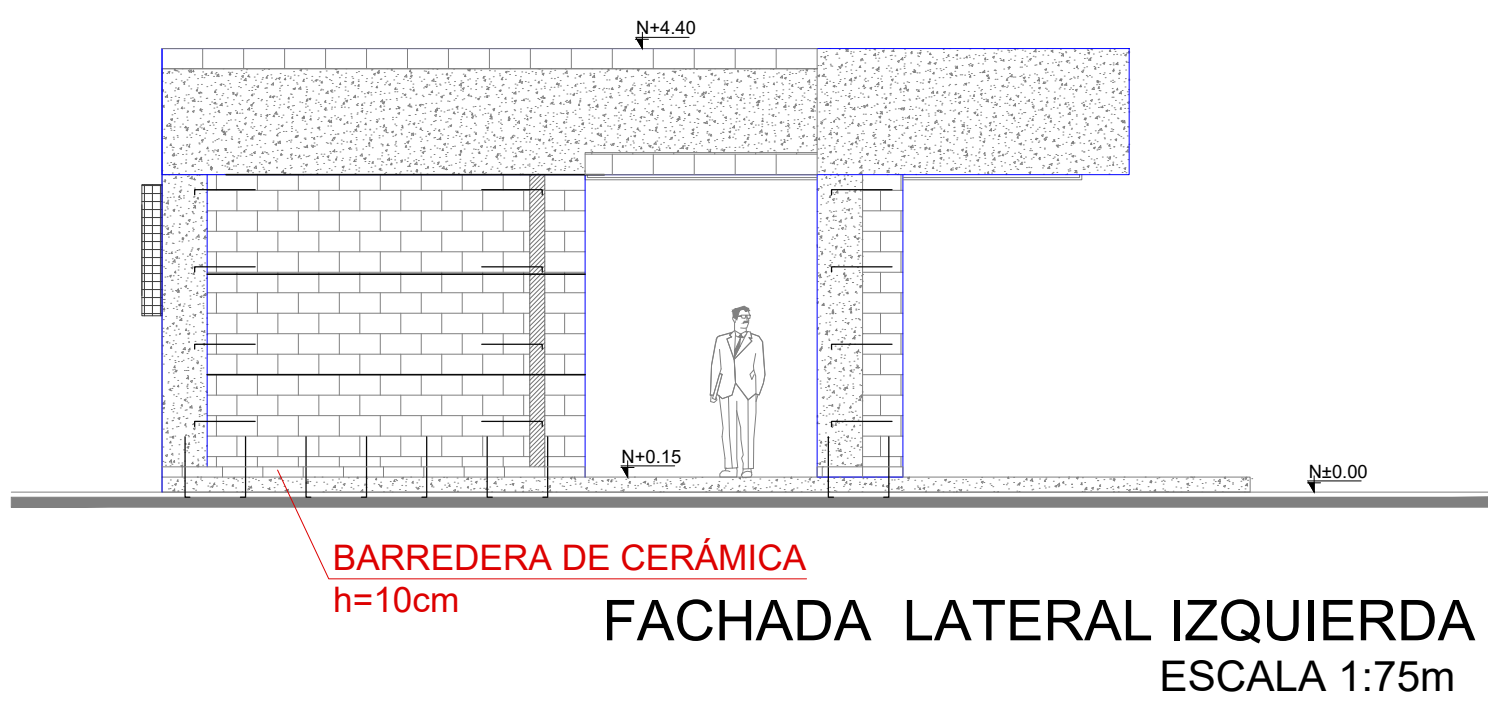 N+4.40
N+0.15
N±0.00
BARREDERA DE CERÁMICA
h=10cm
FACHADA LATERAL IZQUIERDA
ESCALA 1:75m